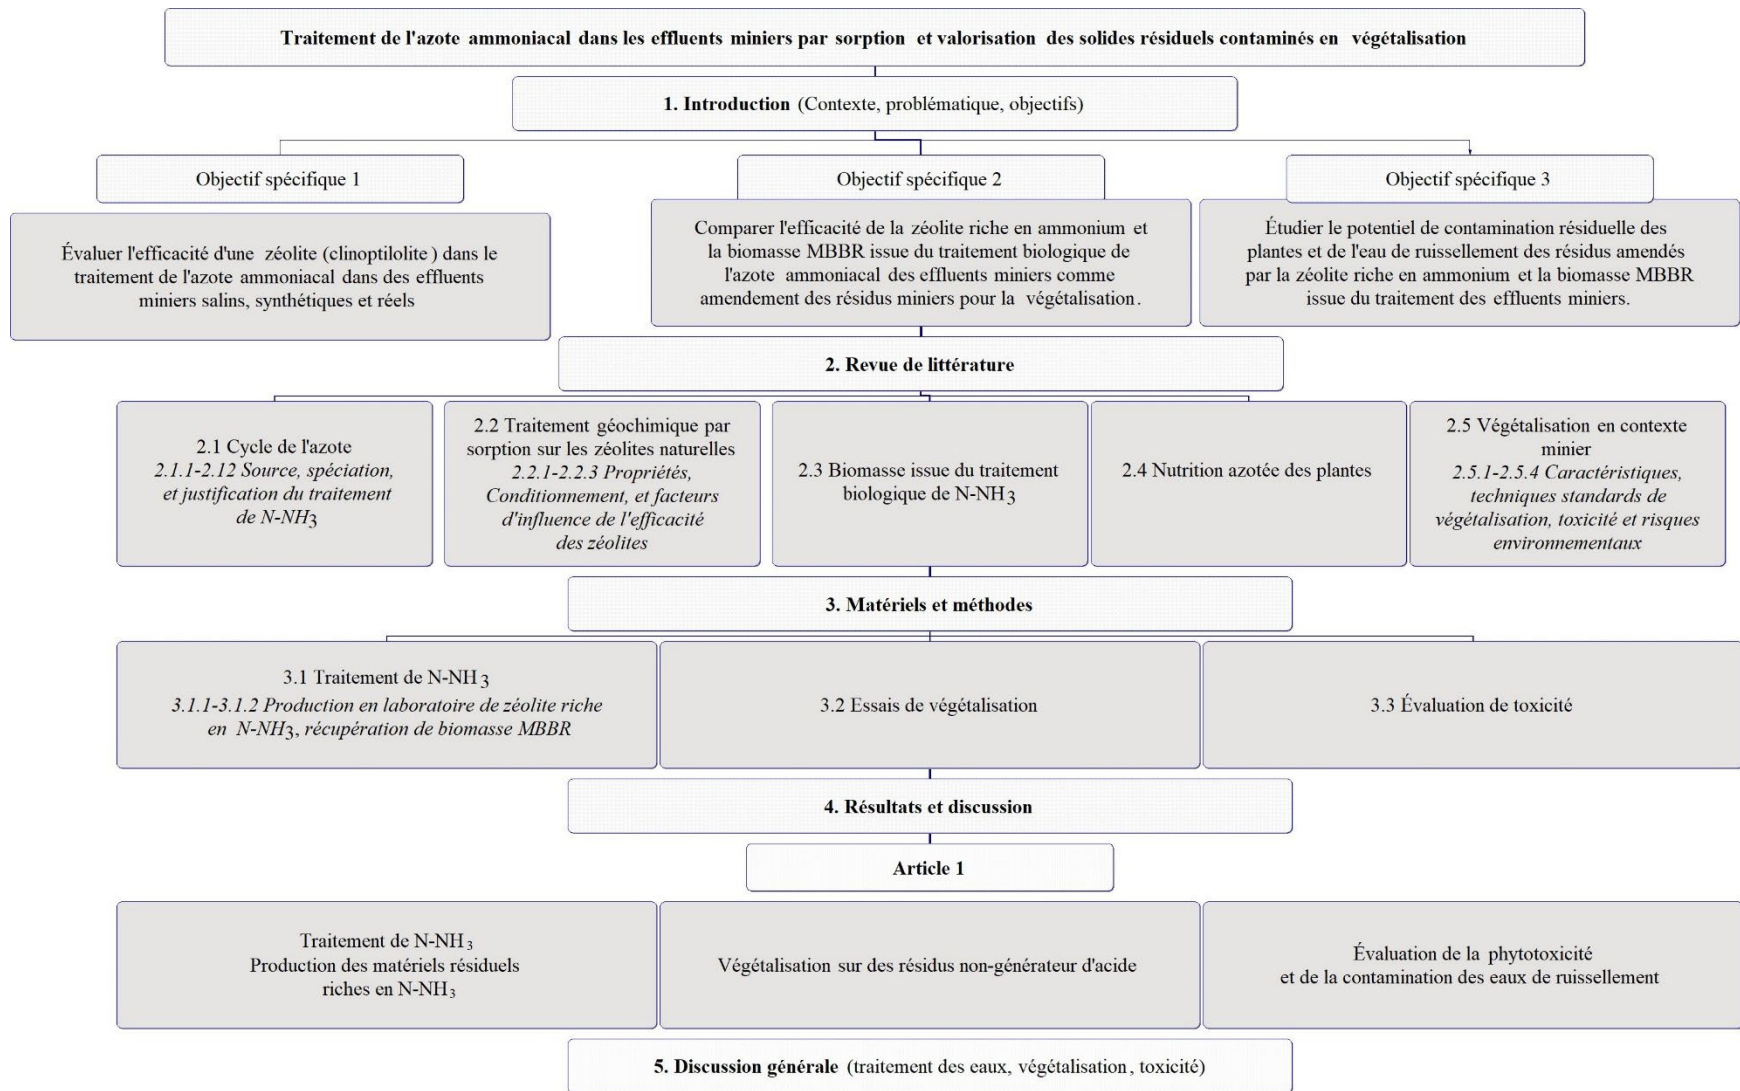 Traitement de l'azote ammoniacal dans les effluents miniers par sorption et valorisation des solides résiduels contaminés en végétalisation
1. Introduction (Contexte, problématique, objectifs)
Objectif spécifique 1
Évaluer l'efficacité d'une zéolite (clinoptilolite) dans le
traitement de l'azote ammoniacal dans des effluents
miniers salins, synthétiques et réels
Objectif spécifique 2
Comparer l'efficacité de la zéolite riche en ammonium et
la biomasse MBBR issue du traitement biologique de
l'azote ammoniacal des effluents miniers comme
amendement des résidus miniers pour la végétalisation.
Objectif spécifique 3
Étudier le potentiel de contamination résiduelle des
plantes et de l'eau de ruissellement des résidus amendés
par la zéolite riche en ammonium et la biomasse MBBR
issue du traitement des effluents miniers.
2. Revue de littérature
2.1 Cycle de l'azote
2.1.1-2.12 Source, spéciation,
et justification du traitement
de N-NH3
2.2 Traitement géochimique par
sorption sur les zéolites naturelles
2.2.1-2.2.3 Propriétés,
Conditionnement, et facteurs
d'influence de l'efficacité
des zéolites
2.3 Biomasse issue du traitement
biologique de N-NH3
2.4 Nutrition azotée des plantes
2.5 Végétalisation en contexte
minier
2.5.1-2.5.4 Caractéristiques,
techniques standards de
végétalisation, toxicité et risques
environnementaux
3. Matériels et méthodes
3.1 Traitement de N-NH3
3.1.1-3.1.2 Production en laboratoire de zéolite riche
en N-NH3, récupération de biomasse MBBR
3.2 Essais de végétalisation
3.3 Évaluation de toxicité
4. Résultats et discussion
Article 1
Traitement de N-NH3
Production des matériels résiduels
riches en N-NH3
Végétalisation sur des résidus non-générateur d'acide
Évaluation de la phytotoxicité
et de la contamination des eaux de ruissellement
5. Discussion générale (traitement des eaux, végétalisation, toxicité)